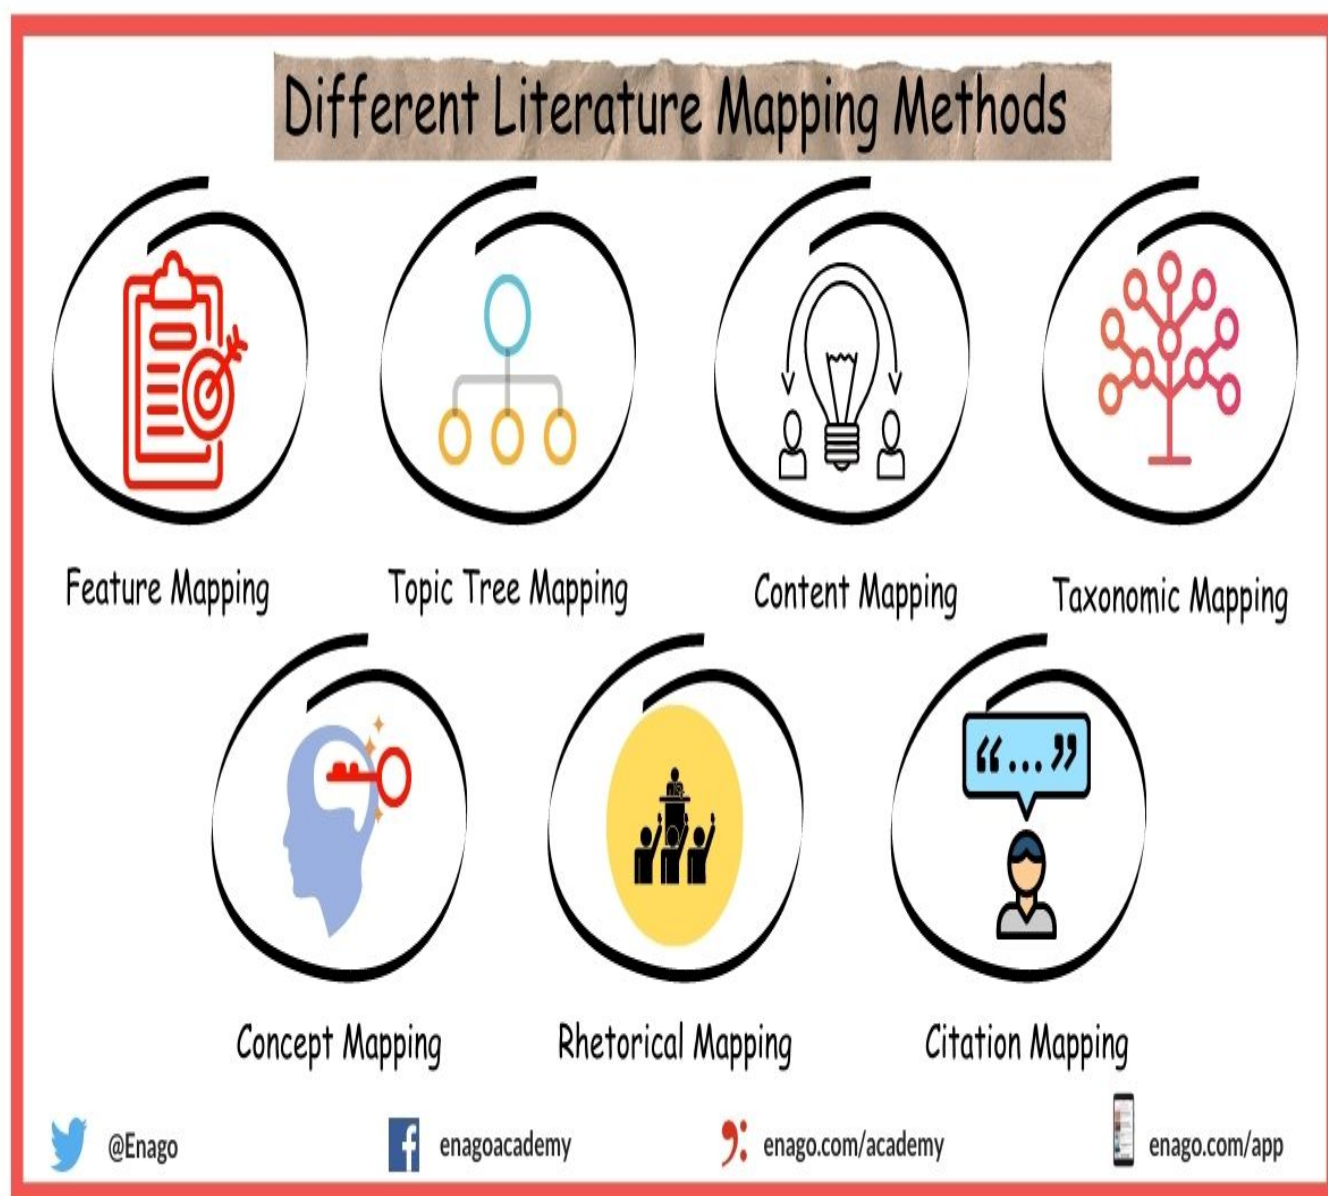 Different Literature Mapping Methods
Feature Mapping
Topic Tree Mapping
Content Mapping
Taxonomic Mapping
“ ... ”
Concept Mapping
Rhetorical Mapping
Citation Mapping
@Enago
enagoacademy
enago.com/academy
enago.com/app